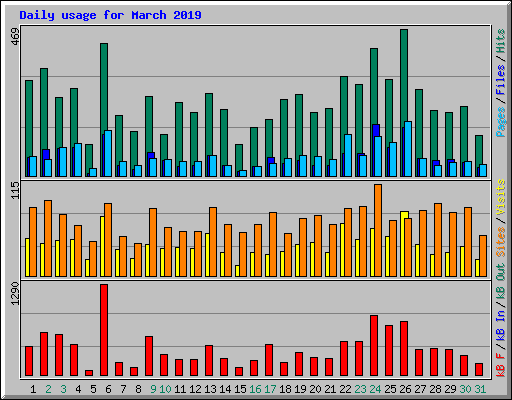 Daily usage for March 2019
469
Pages / Files / Hits
115
Sites / Visits
1290
kB F / kB In / kB Out
1 2 3 4 5 6 7 8 9 10 11 12 13 14 15 16 17 18 19 20 21 22 23 24 25 26 27 28 29 30 31